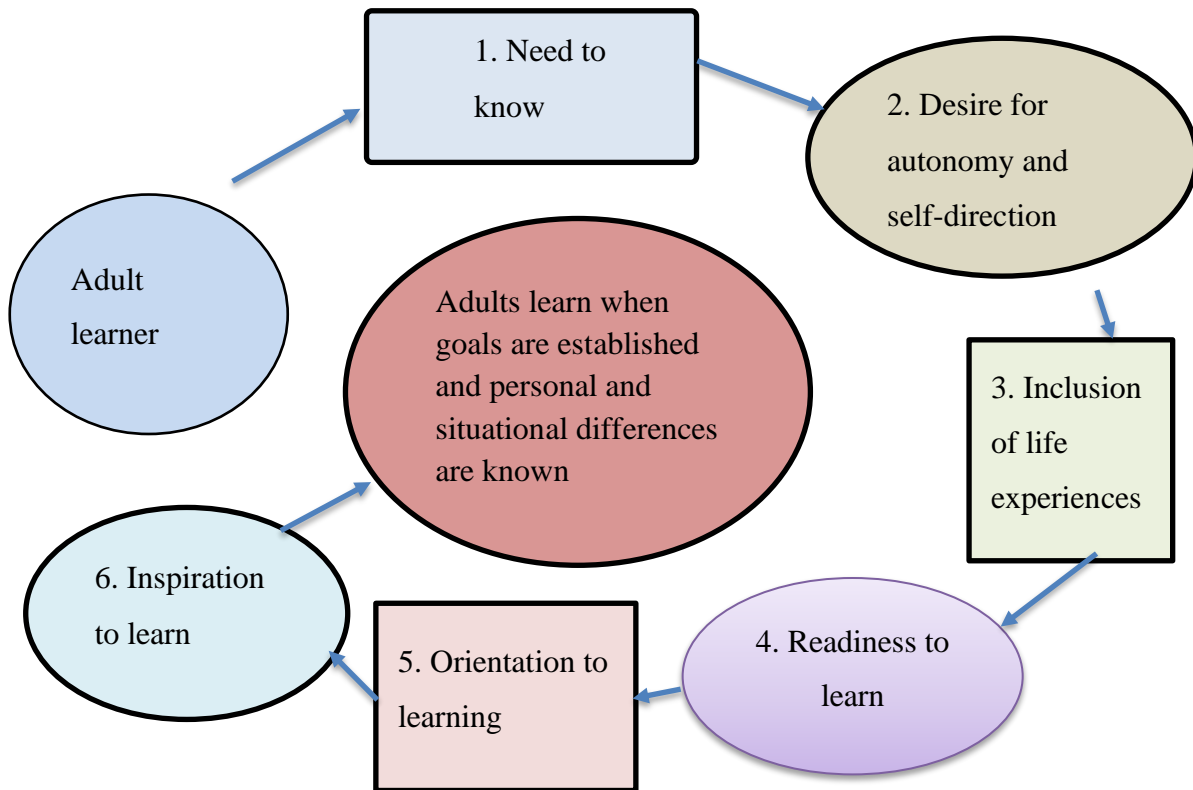 1. Need to
know
2. Desire for
autonomy and
self-direction
Adult
learner
Adults learn when
goals are established
and personal and
situational differences
are known
3. Inclusion
of life
experiences
6. Inspiration
to learn
5. Orientation to
learning
4. Readiness to
learn